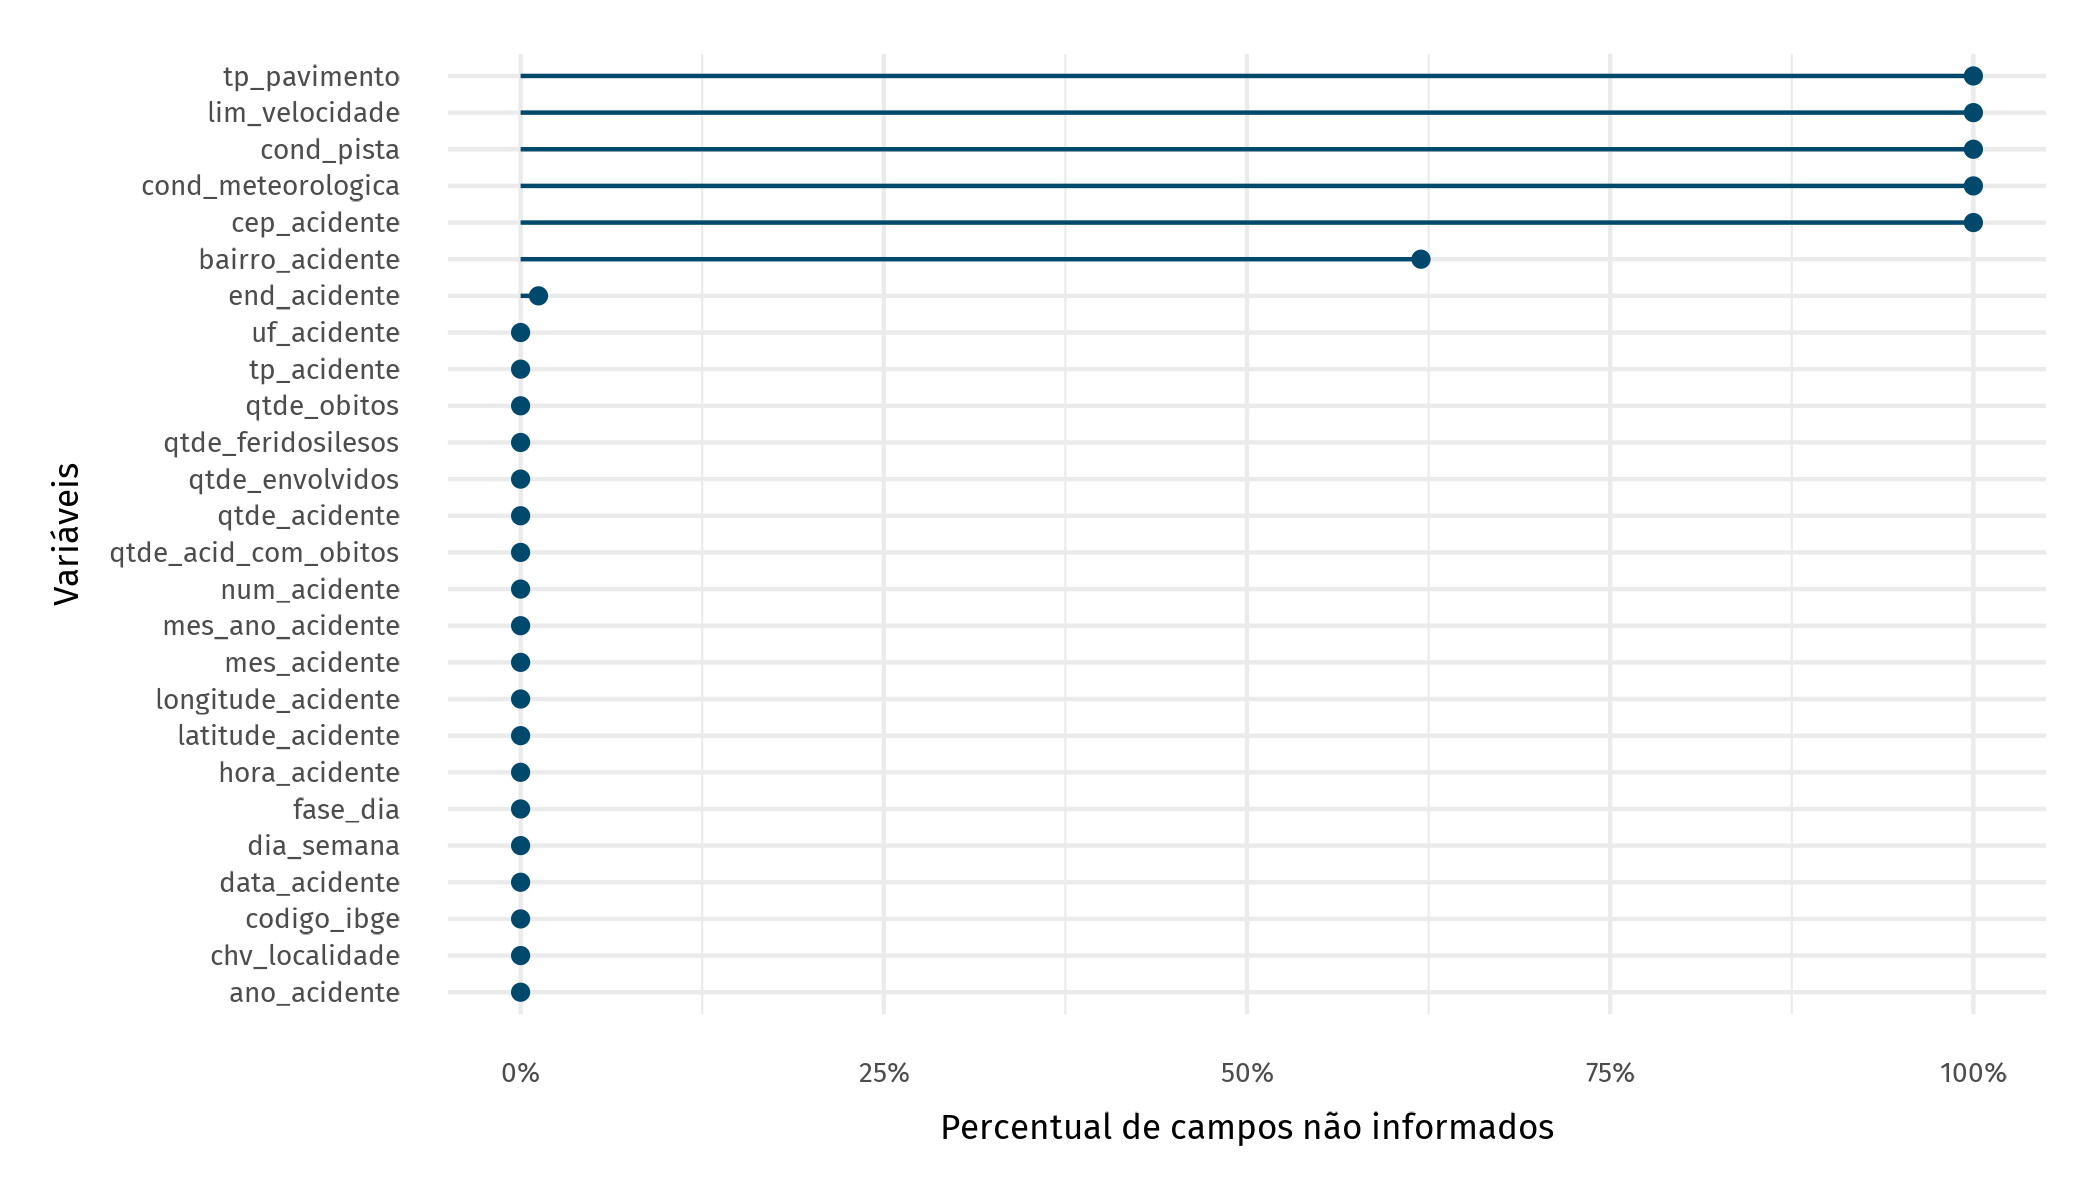 Variáveis
tp_pavimento
lim_velocidade
cond_pista
cond_meteorologica
cep_acidente
bairro_acidente
end_acidente
uf_acidente
tp_acidente
qtde_obitos
qtde_feridosilesos
qtde_envolvidos
qtde_acidente
qtde_acid_com_obitos
num_acidente
mes_ano_acidente
mes_acidente
longitude_acidente
latitude_acidente
hora_acidente
fase_dia
dia_semana
data_acidente
codigo_ibge
chv_localidade
ano_acidente
0% 25% 50% 75% 100%
Percentual de campos não informados